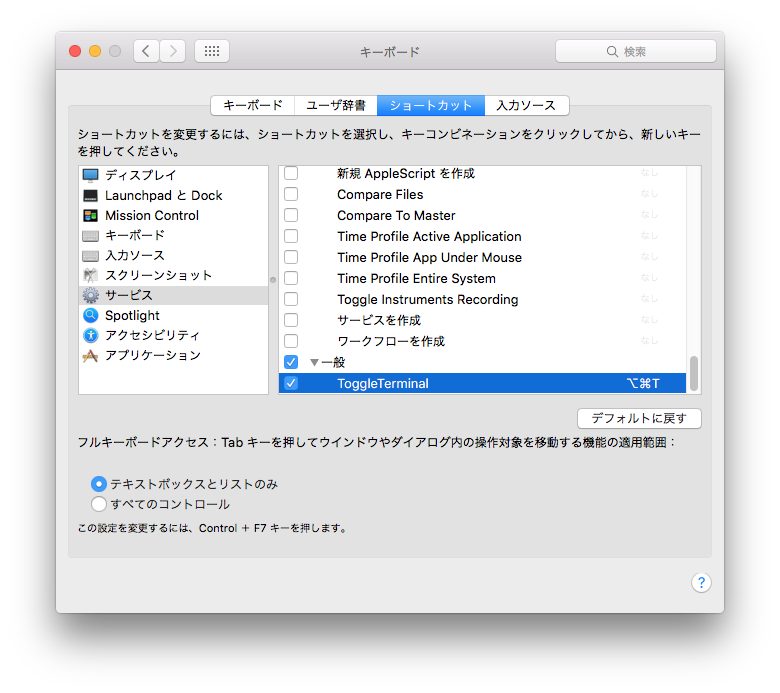 キーボード
検索
キーボード
ユーザ辞書
ショートカット
入力ソース
ショートカットを変更するには、ショートカットを選択し、キーコンビネーションをクリックしてから、新しいキー
を押してください。
ディスプレイ
Launchpad と Dock
Mission Control
キーボード
入力ソース
スクリーンショット
サービス
Spotlight
アクセシビリティ
アプリケーション
新規 AppleScript を作成 なし
Compare Files なし
Compare To Master なし
Time Profile Active Application なし
Time Profile App Under Mouse なし
Time Profile Entire System なし
Toggle Instruments Recording なし
サービスを作成 なし
ワークフローを作成 なし
▼一般
ToggleTerminal ⌥⌘T
デフォルトに戻す
フルキーボードアクセス：Tab キーを押してウインドウやダイアログ内の操作対象を移動する機能の適用範囲：
テキストボックスとリストのみ
すべてのコントロール
この設定を変更するには、Control ＋ F7 キーを押します。
?